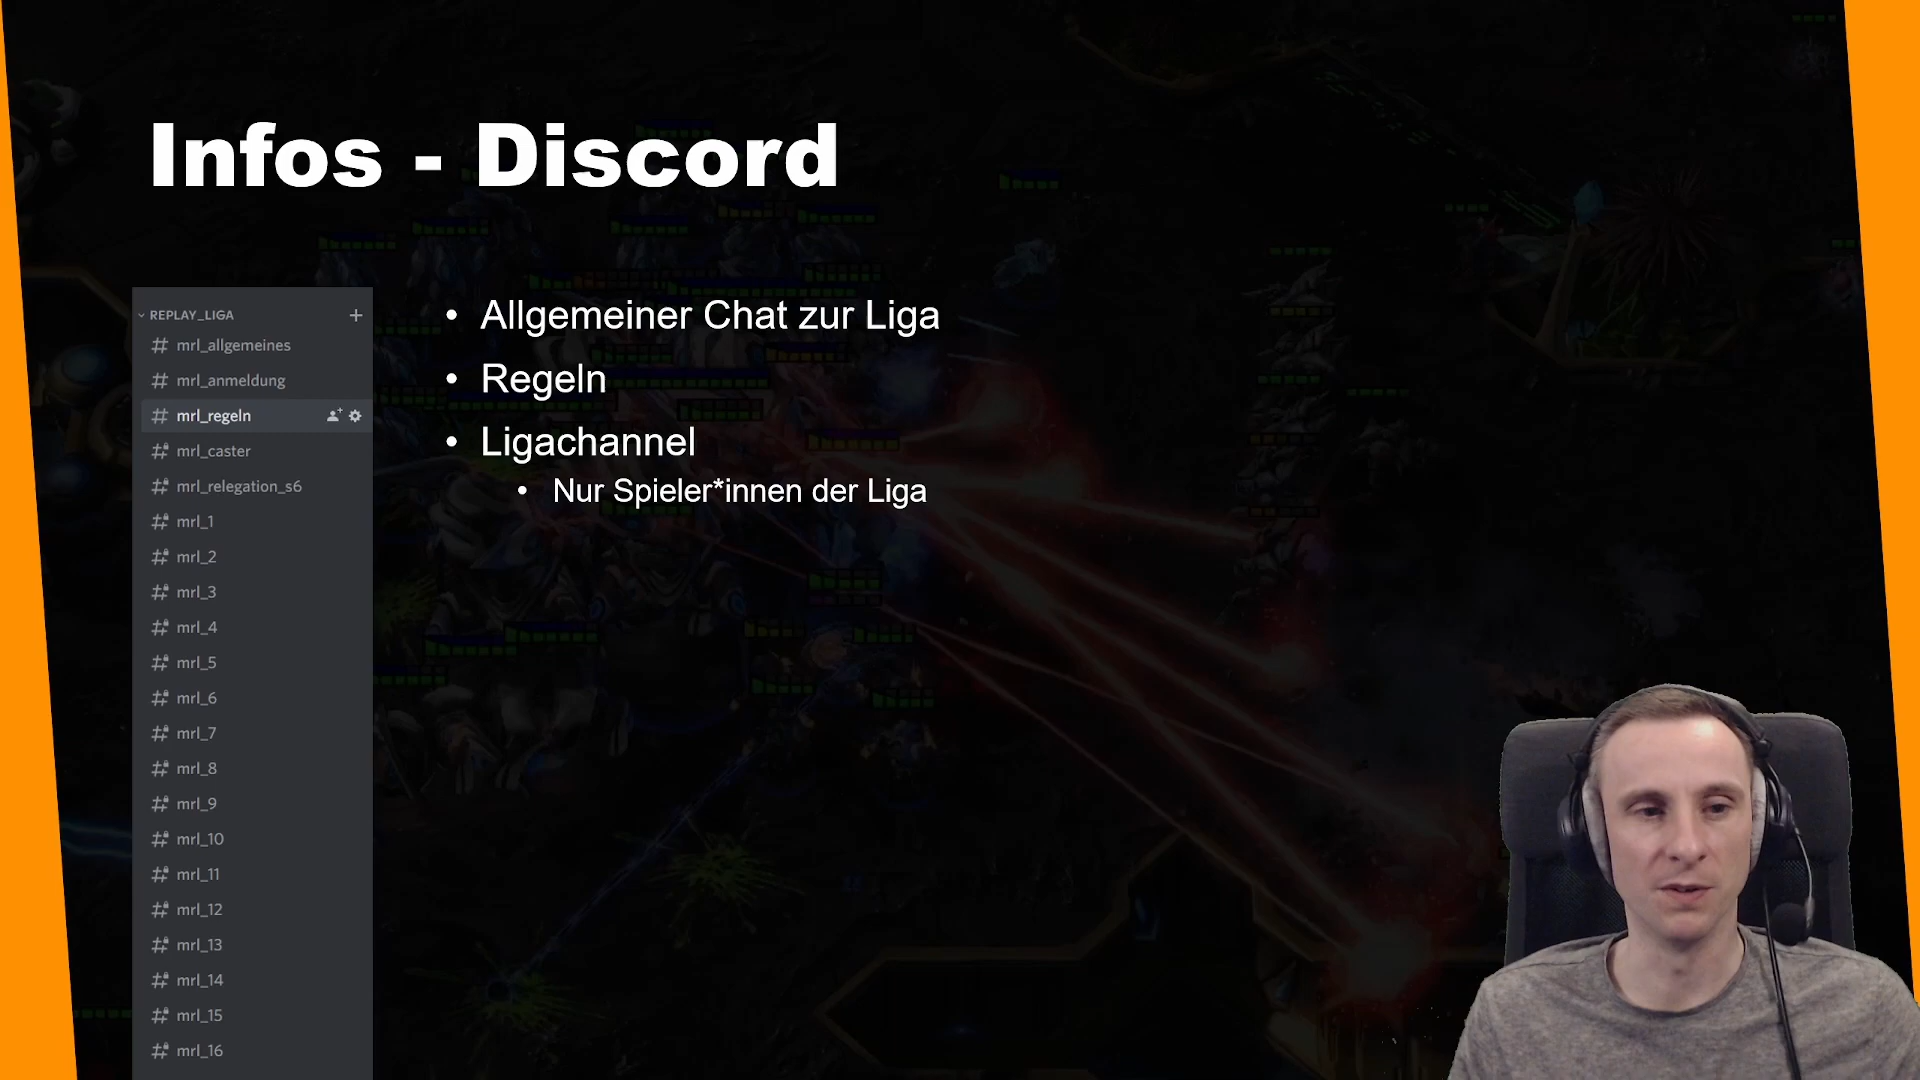 Infos - Discord
REPLAY_LIGA
mrl_allgemeines
mrl_anmeldung
mrl_regeln
mrl_caster
mrl_relegation_s6
mrl_1
mrl_2
mrl_3
mrl_4
mrl_5
mrl_6
mrl_7
mrl_8
mrl_9
mrl_10
mrl_11
mrl_12
mrl_13
mrl_14
mrl_15
mrl_16
• Allgemeiner Chat zur Liga
• Regeln
• Ligachannel
• Nur Spieler*innen der Liga